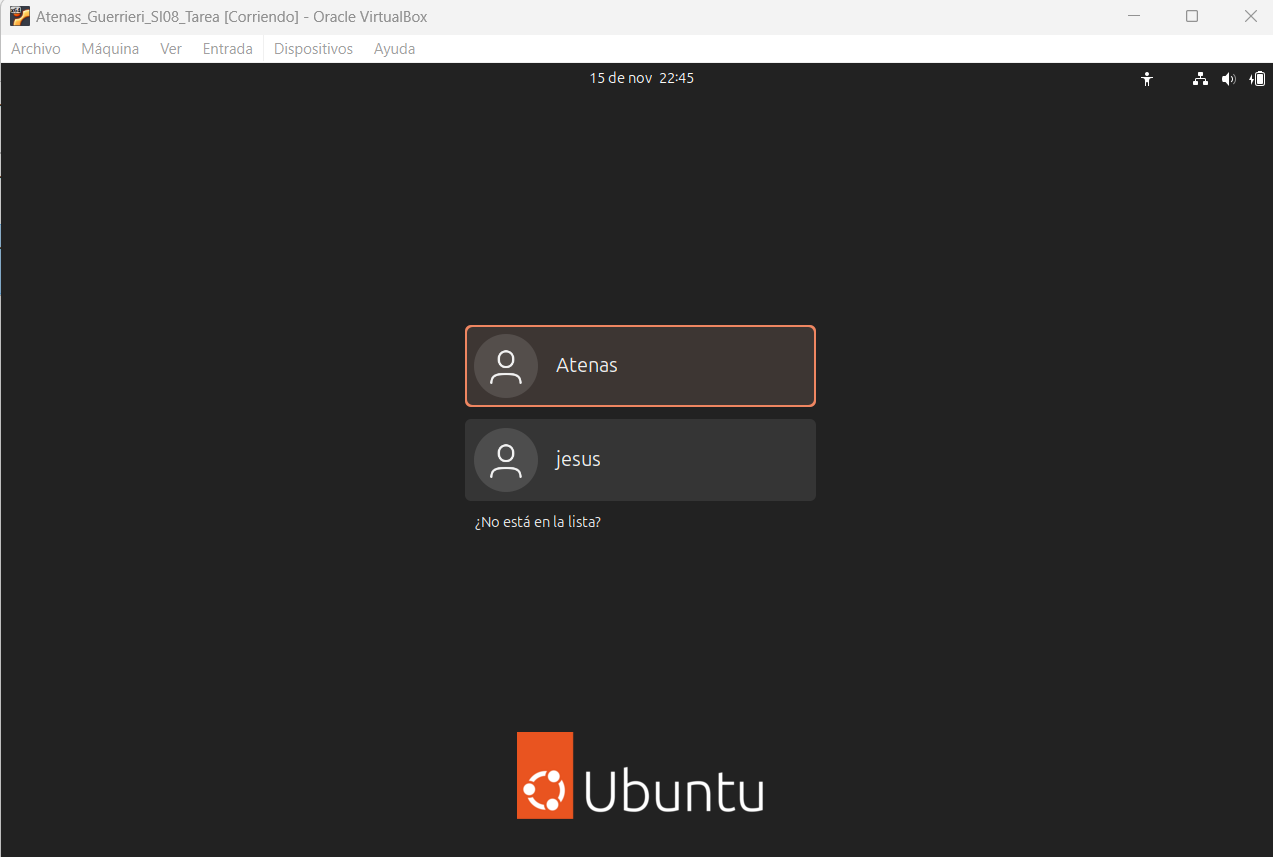 Atenas_Guerrieri_SI08_Tarea [Corriendo] - Oracle VirtualBox
Archivo Máquina Ver Entrada Dispositivos Ayuda
15 de nov 22:45
Atenas
jesus
¿No está en la lista?
Ubuntu